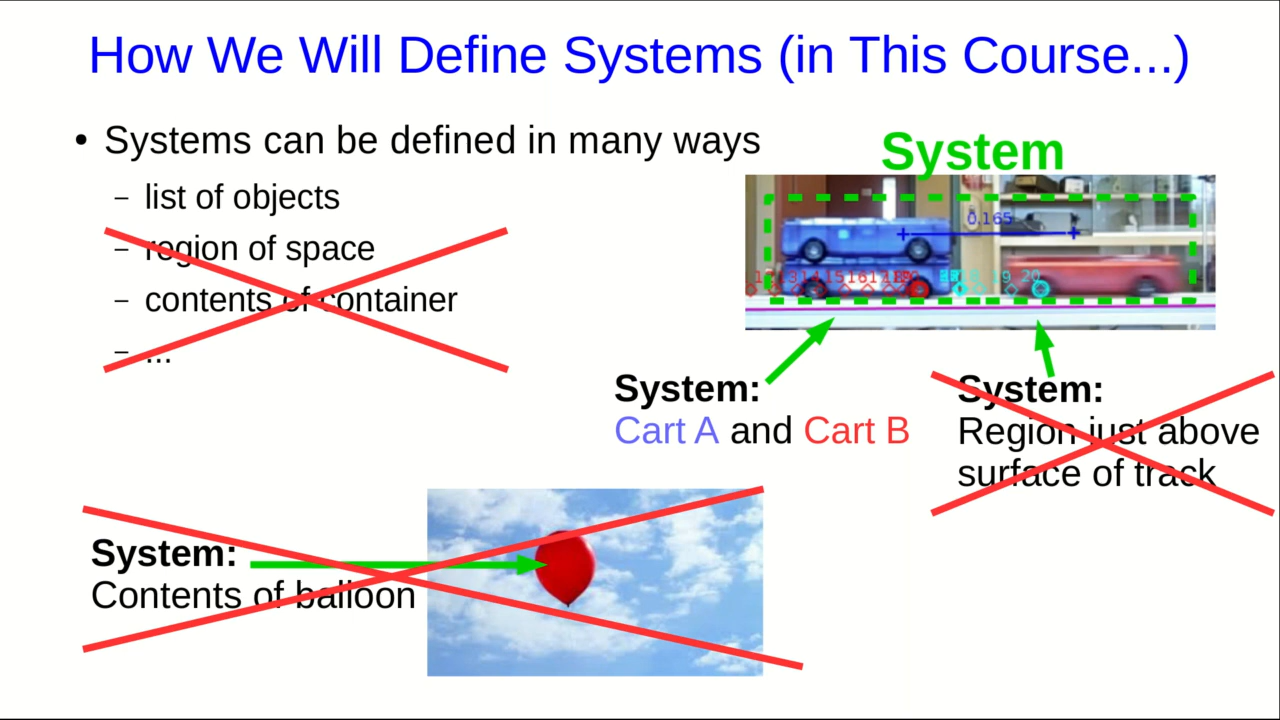 How We Will Define Systems (in This Course...)
• Systems can be defined in many ways
– list of objects
– region of space
– contents of container
– ...
System
0.165
19 20
System:
Cart A and Cart B
System:
Region just above
surface of track
System:
Contents of balloon